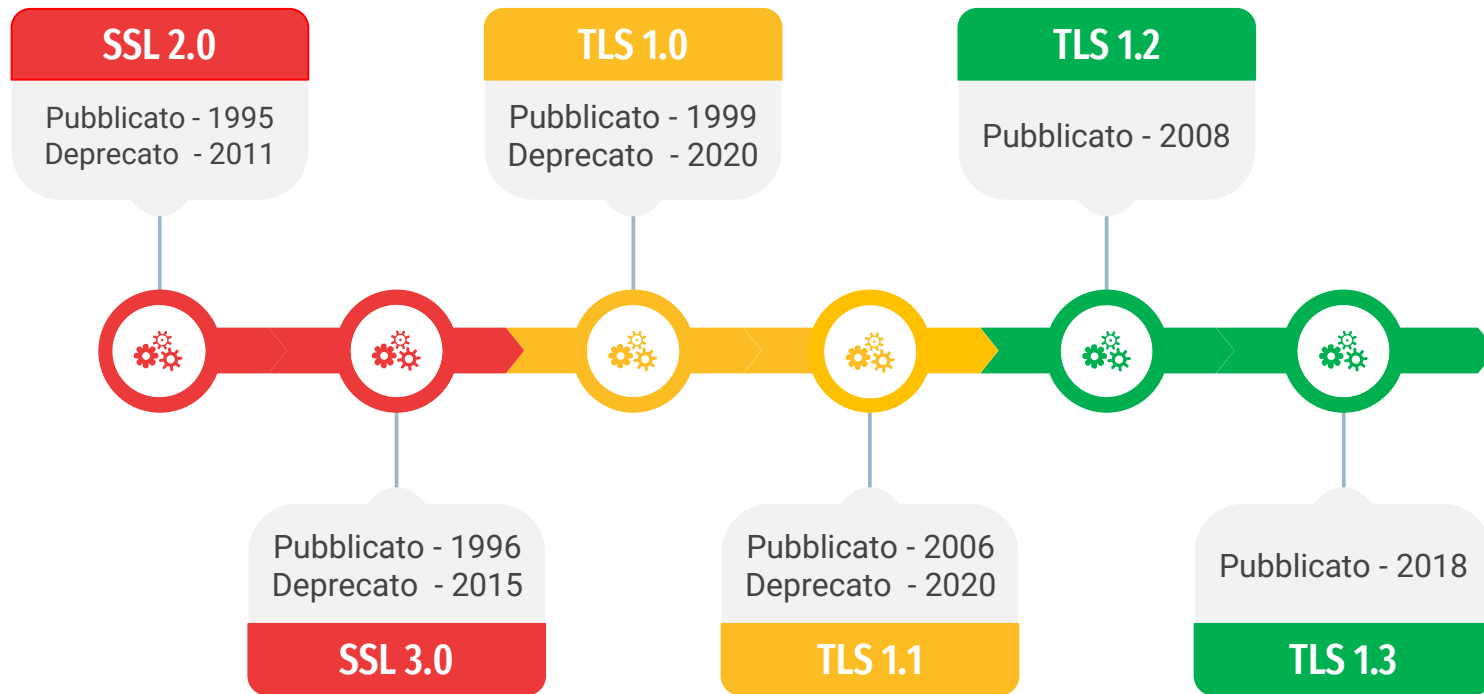 SSL 2.0
Pubblicato - 1995
Deprecato - 2011
TLS 1.0
Pubblicato - 1999
Deprecato - 2020
TLS 1.2
Pubblicato - 2008
Pubblicato - 1996
Deprecato - 2015
SSL 3.0
Pubblicato - 2006
Deprecato - 2020
TLS 1.1
Pubblicato - 2018
TLS 1.3